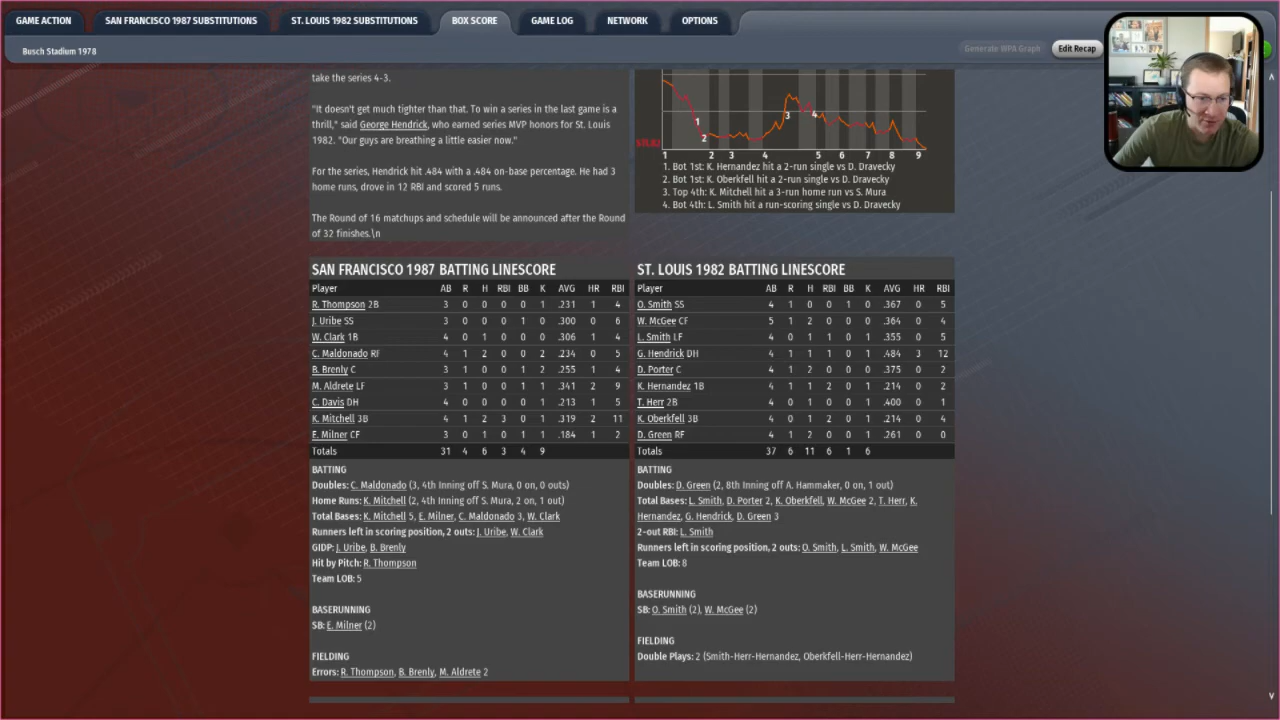 GAME ACTION
SAN FRANCISCO 1987 SUBSTITUTIONS
ST. LOUIS 1982 SUBSTITUTIONS
BOX SCORE
GAME LOG
NETWORK
OPTIONS
Busch Stadium 1978
Generate WPA Graph
Edit Recap
take the series 4-3.
"It doesn't get much tighter than that. To win a series in the last game is a
thrill," said George Hendrick, who earned series MVP honors for St. Louis
1982. "Our guys are breathing a little easier now."
For the series, Hendrick hit .484 with a .484 on-base percentage. He had 3
home runs, drove in 12 RBI and scored 5 runs.
The Round of 16 matchups and schedule will be announced after the Round
of 32 finishes.\n
1
2
3
4
STL82
1 2 3 4 5 6 7 8 9
1. Bot 1st: K. Hernandez hit a 2-run single vs D. Dravecky
2. Bot 1st: K. Oberkfell hit a 2-run single vs D. Dravecky
3. Top 4th: K. Mitchell hit a 3-run home run vs S. Mura
4. Bot 4th: L. Smith hit a run-scoring single vs D. Dravecky
SAN FRANCISCO 1987 BATTING LINESCORE
Player AB R H RBI BB K AVG HR RBI
R. Thompson 2B 3 0 0 0 0 1 .231 1 4
J. Uribe SS 3 0 0 0 1 0 .300 0 6
W. Clark 1B 4 0 1 0 0 0 .306 1 4
C. Maldonado RF 4 1 2 0 0 2 .234 0 5
B. Brenly C 3 1 0 0 1 2 .255 1 4
M. Aldrete LF 3 1 0 0 1 1 .341 2 9
C. Davis DH 4 0 0 0 0 1 .213 1 5
K. Mitchell 3B 4 1 2 3 0 1 .319 2 11
E. Milner CF 3 0 1 0 1 1 .184 1 2
Totals 31 4 6 3 4 9
BATTING
Doubles: C. Maldonado (3, 4th Inning off S. Mura, 0 on, 0 outs)
Home Runs: K. Mitchell (2, 4th Inning off S. Mura, 2 on, 1 out)
Total Bases: K. Mitchell 5, E. Milner, C. Maldonado 3, W. Clark
Runners left in scoring position, 2 outs: J. Uribe, W. Clark
GIDP: J. Uribe, B. Brenly
Hit by Pitch: R. Thompson
Team LOB: 5
BASERUNNING
SB: E. Milner (2)
FIELDING
Errors: R. Thompson, B. Brenly, M. Aldrete 2
ST. LOUIS 1982 BATTING LINESCORE
Player AB R H RBI BB K AVG HR RBI
O. Smith SS 4 1 0 0 1 0 .367 0 5
W. McGee CF 5 1 2 0 0 0 .364 0 4
L. Smith LF 4 0 1 1 0 1 .355 0 5
G. Hendrick DH 4 1 1 1 0 1 .484 3 12
D. Porter C 4 1 2 0 0 0 .375 0 2
K. Hernandez 1B 4 1 1 2 0 1 .214 0 2
T. Herr 2B 4 0 1 0 0 1 .400 0 1
K. Oberkfell 3B 4 0 1 2 0 1 .214 0 4
D. Green RF 4 1 2 0 0 1 .261 0 0
Totals 37 6 11 6 1 6
BATTING
Doubles: D. Green (2, 8th Inning off A. Hammaker, 0 on, 1 out)
Total Bases: L. Smith, D. Porter 2, K. Oberkfell, W. McGee 2, T. Herr, K.
Hernandez, G. Hendrick, D. Green 3
2-out RBI: L. Smith
Runners left in scoring position, 2 outs: O. Smith, L. Smith, W. McGee
Team LOB: 8
BASERUNNING
SB: O. Smith (2), W. McGee (2)
FIELDING
Double Plays: 2 (Smith-Herr-Hernandez, Oberkfell-Herr-Hernandez)